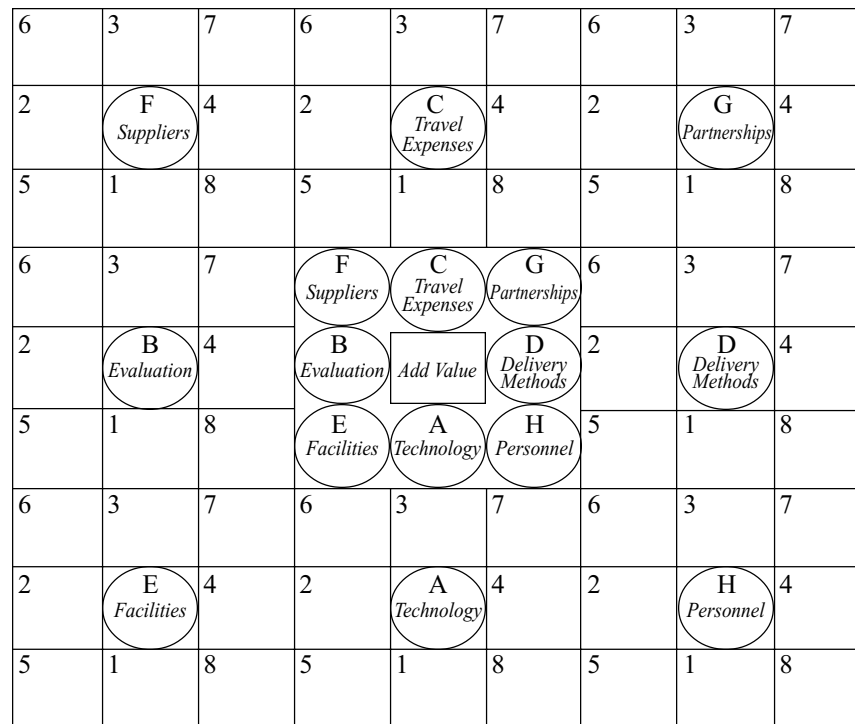 6 3 7 6 3 7 6 3 7
2 F 4 2 C 4 2 G 4
Suppliers Travel Partnerships
Expenses
5 1 8 5 1 8 5 1 8
6 3 7 F C G 6 3 7
Suppliers Travel Partnerships
Expenses
2 B 4 B D 2 D 4
Evaluation Evaluation Add Value Delivery Delivery
Methods Methods
5 1 8 E A H 5 1 8
Facilities Technology Personnel
6 3 7 6 3 7 6 3 7
2 E 4 2 A 4 2 H 4
Facilities Technology Personnel
5 1 8 5 1 8 5 1 8